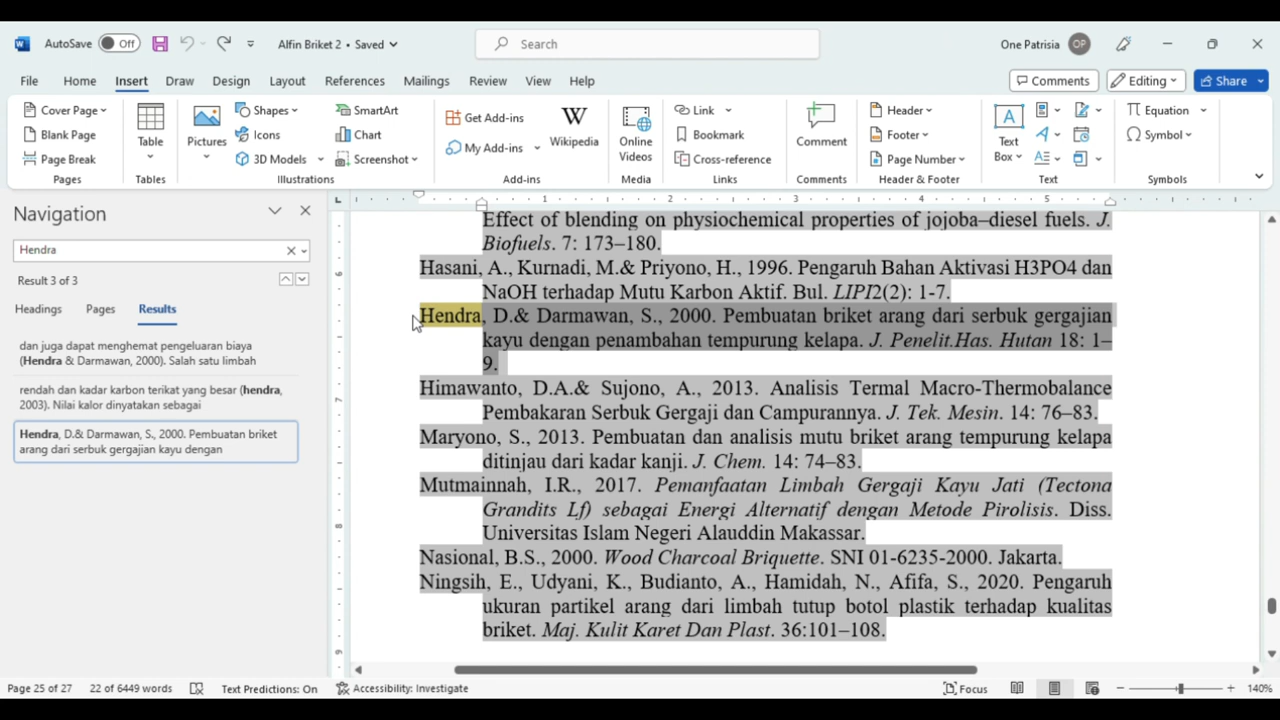 AutoSave Off Alfin Briket 2 • Saved Search One Patrisia OP
File Home Insert Draw Design Layout References Mailings Review View Help Comments Editing Share
Cover Page
Blank Page
Page Break
Pages
Table
Tables
Pictures
Shapes
Icons
3D Models
SmartArt
Chart
Screenshot
Illustrations
Get Add-ins
My Add-ins
Wikipedia
Add-ins
Online
Videos
Media
Link
Bookmark
Cross-reference
Links
Comment
Comments
Header
Footer
Page Number
Header & Footer
Text
Box
Text
Equation
Symbol
Symbols
Navigation
Hendra
Result 3 of 3
Headings Pages Results
dan juga dapat menghemat pengeluaran biaya
(Hendra & Darmawan, 2000). Salah satu limbah
rendah dan kadar karbon terikat yang besar (hendra,
2003). Nilai kalor dinyatakan sebagai
Hendra, D.& Darmawan, S., 2000. Pembuatan briket
arang dari serbuk gergajian kayu dengan
1 2 3 4 5
6
7
8
9
Effect of blending on physiochemical properties of jojoba–diesel fuels. J.
Biofuels. 7: 173–180.
Hasani, A., Kurnadi, M.& Priyono, H., 1996. Pengaruh Bahan Aktivasi H3PO4 dan
NaOH terhadap Mutu Karbon Aktif. Bul. LIPI2(2): 1-7.
Hendra, D.& Darmawan, S., 2000. Pembuatan briket arang dari serbuk gergajian
kayu dengan penambahan tempurung kelapa. J. Penelit.Has. Hutan 18: 1–
9.
Himawanto, D.A.& Sujono, A., 2013. Analisis Termal Macro-Thermobalance
Pembakaran Serbuk Gergaji dan Campurannya. J. Tek. Mesin. 14: 76–83.
Maryono, S., 2013. Pembuatan dan analisis mutu briket arang tempurung kelapa
ditinjau dari kadar kanji. J. Chem. 14: 74–83.
Mutmainnah, I.R., 2017. Pemanfaatan Limbah Gergaji Kayu Jati (Tectona
Grandits Lf) sebagai Energi Alternatif dengan Metode Pirolisis. Diss.
Universitas Islam Negeri Alauddin Makassar.
Nasional, B.S., 2000. Wood Charcoal Briquette. SNI 01-6235-2000. Jakarta.
Ningsih, E., Udyani, K., Budianto, A., Hamidah, N., Afifa, S., 2020. Pengaruh
ukuran partikel arang dari limbah tutup botol plastik terhadap kualitas
briket. Maj. Kulit Karet Dan Plast. 36:101–108.
Page 25 of 27 22 of 6449 words Text Predictions: On Accessibility: Investigate Focus 140%